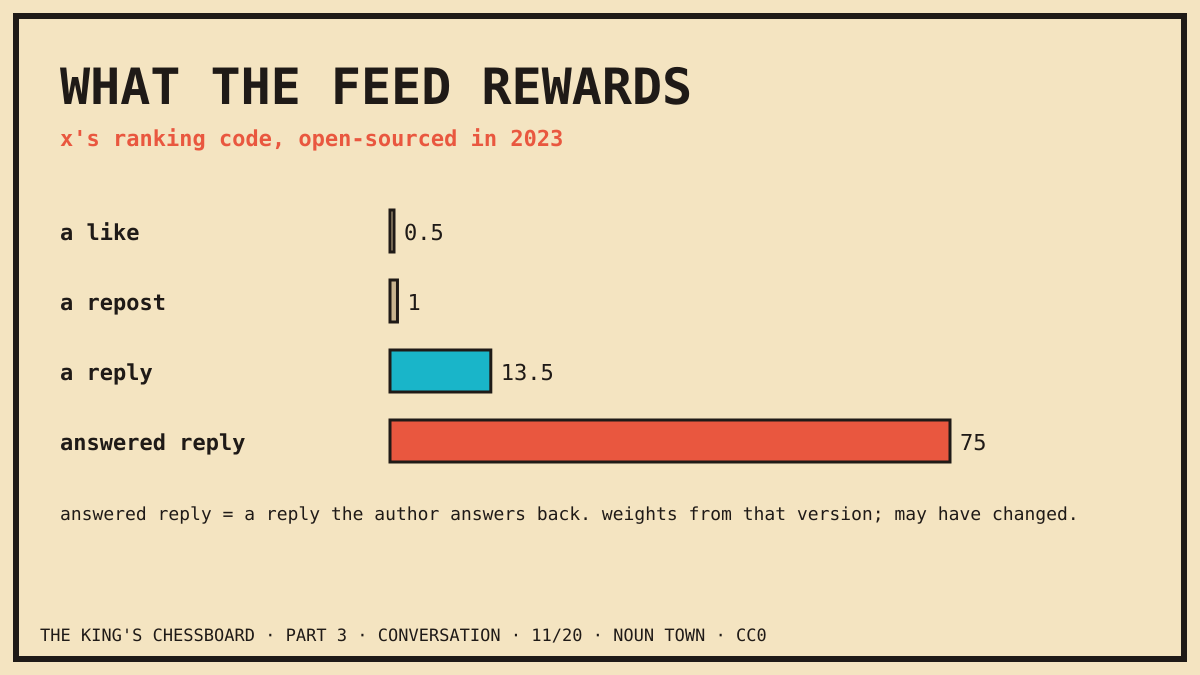 WHAT THE FEED REWARDS
x's ranking code, open-sourced in 2023
a like 0.5
a repost 1
a reply 13.5
answered reply 75
answered reply = a reply the author answers back. weights from that version; may have changed.
THE KING'S CHESSBOARD · PART 3 · CONVERSATION · 11/20 · NOUN TOWN · CC0